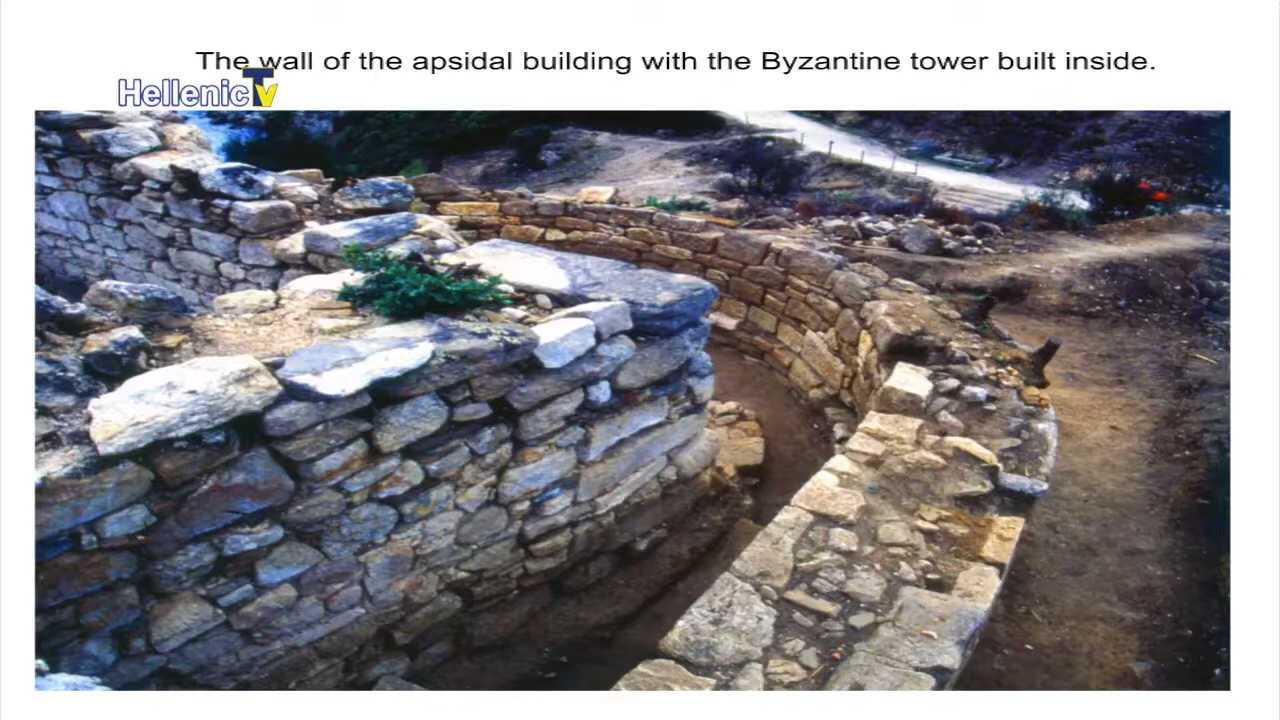 The wall of the apsidal building with the Byzantine tower built inside.
HellenicTv